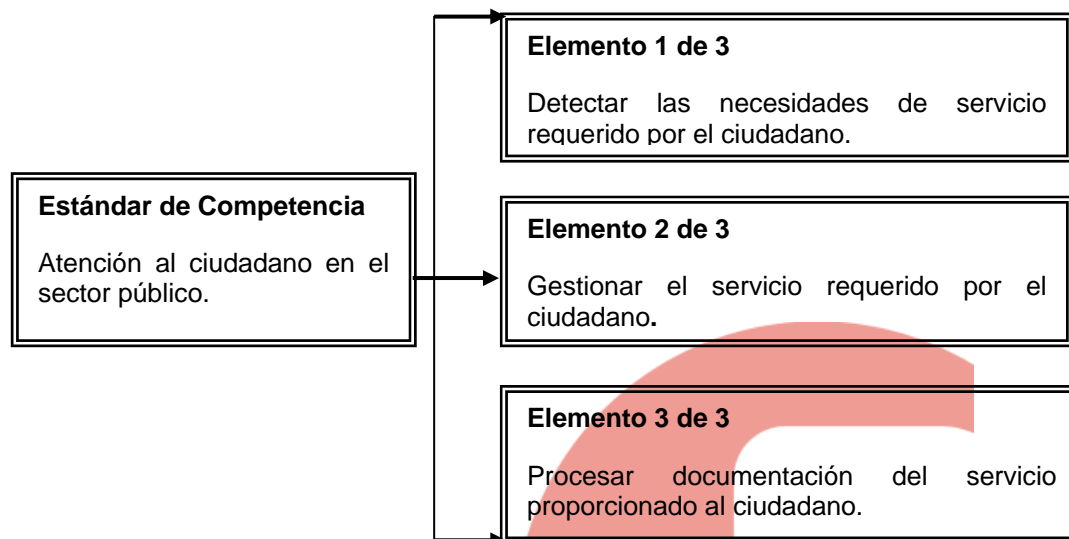 Estándar de Competencia
Atención al ciudadano en el
sector público.
Elemento 1 de 3
Detectar las necesidades de servicio
requerido por el ciudadano.
Elemento 2 de 3
Gestionar el servicio requerido por el
ciudadano.
Elemento 3 de 3
Procesar documentación del servicio
proporcionado al ciudadano.